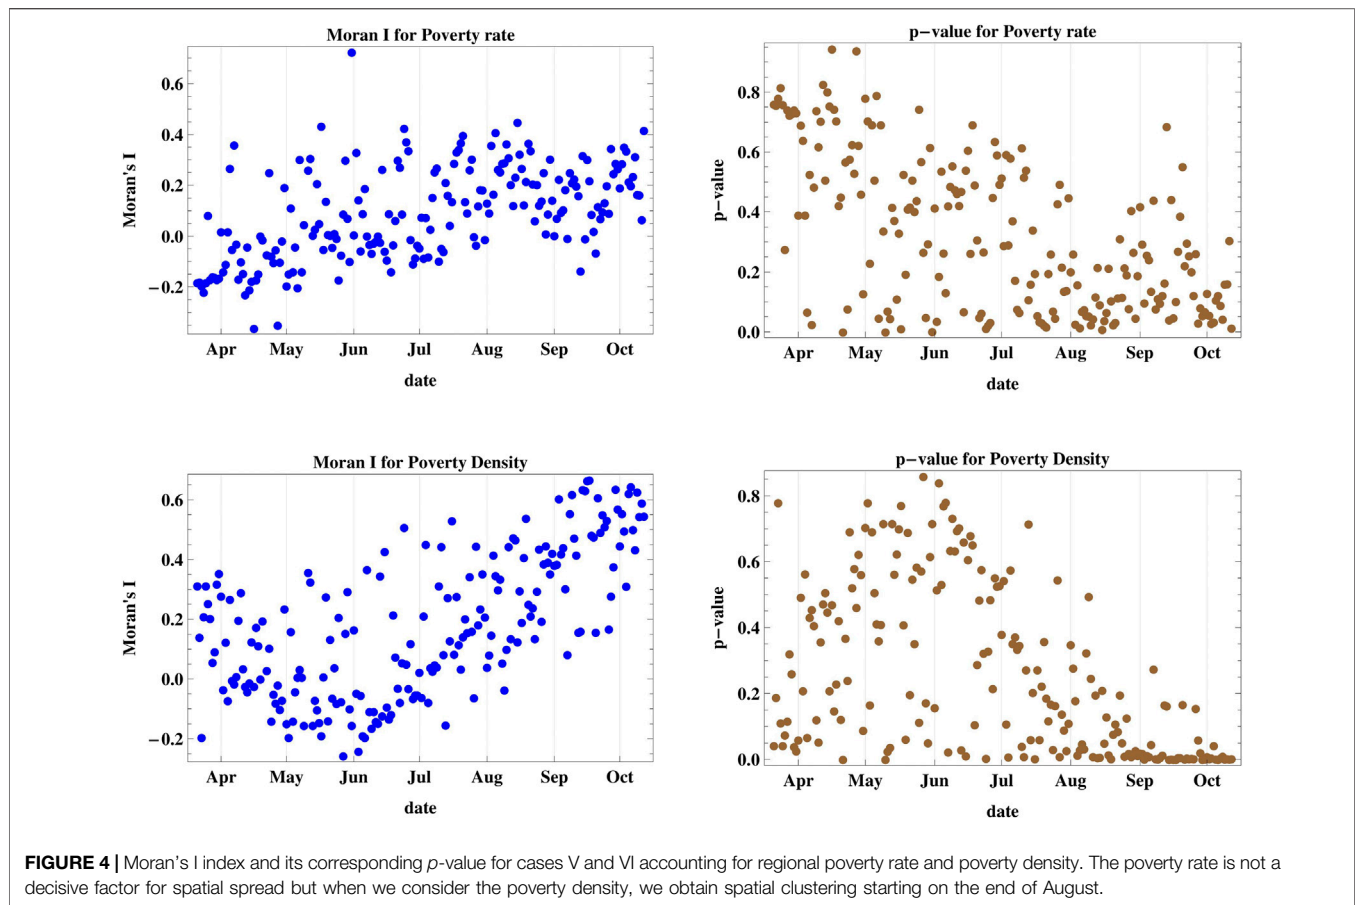 Moran I for Poverty rate
Moran's I
0.6
0.4
0.2
0.0
−0.2
Apr May Jun Jul Aug Sep Oct
date
p−value for Poverty rate
p−value
0.8
0.6
0.4
0.2
0.0
Apr May Jun Jul Aug Sep Oct
date
Moran I for Poverty Density
Moran's I
0.6
0.4
0.2
0.0
−0.2
Apr May Jun Jul Aug Sep Oct
date
p−value for Poverty Density
p−value
0.8
0.6
0.4
0.2
0.0
Apr May Jun Jul Aug Sep Oct
date
FIGURE 4 | Moran's I index and its corresponding p-value for cases V and VI accounting for regional poverty rate and poverty density. The poverty rate is not a
decisive factor for spatial spread but when we consider the poverty density, we obtain spatial clustering starting on the end of August.